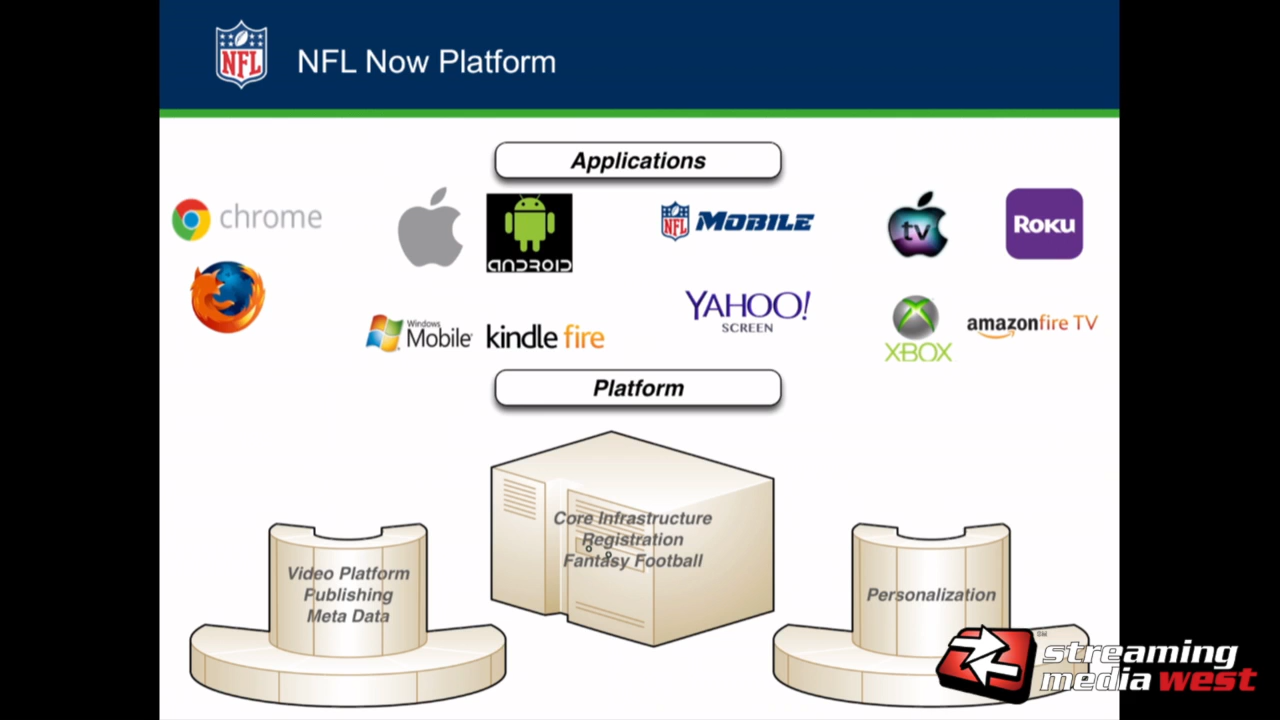 NFL
NFL Now Platform
Applications
chrome
ANDROID
NFL MOBILE
tv
ROKU
Windows
Mobile
kindle fire
YAHOO!
SCREEN
XBOX
amazon fire TV
Platform
Core Infrastructure
Registration
Fantasy Football
Video Platform
Publishing
Meta Data
Personalization
streaming
media west